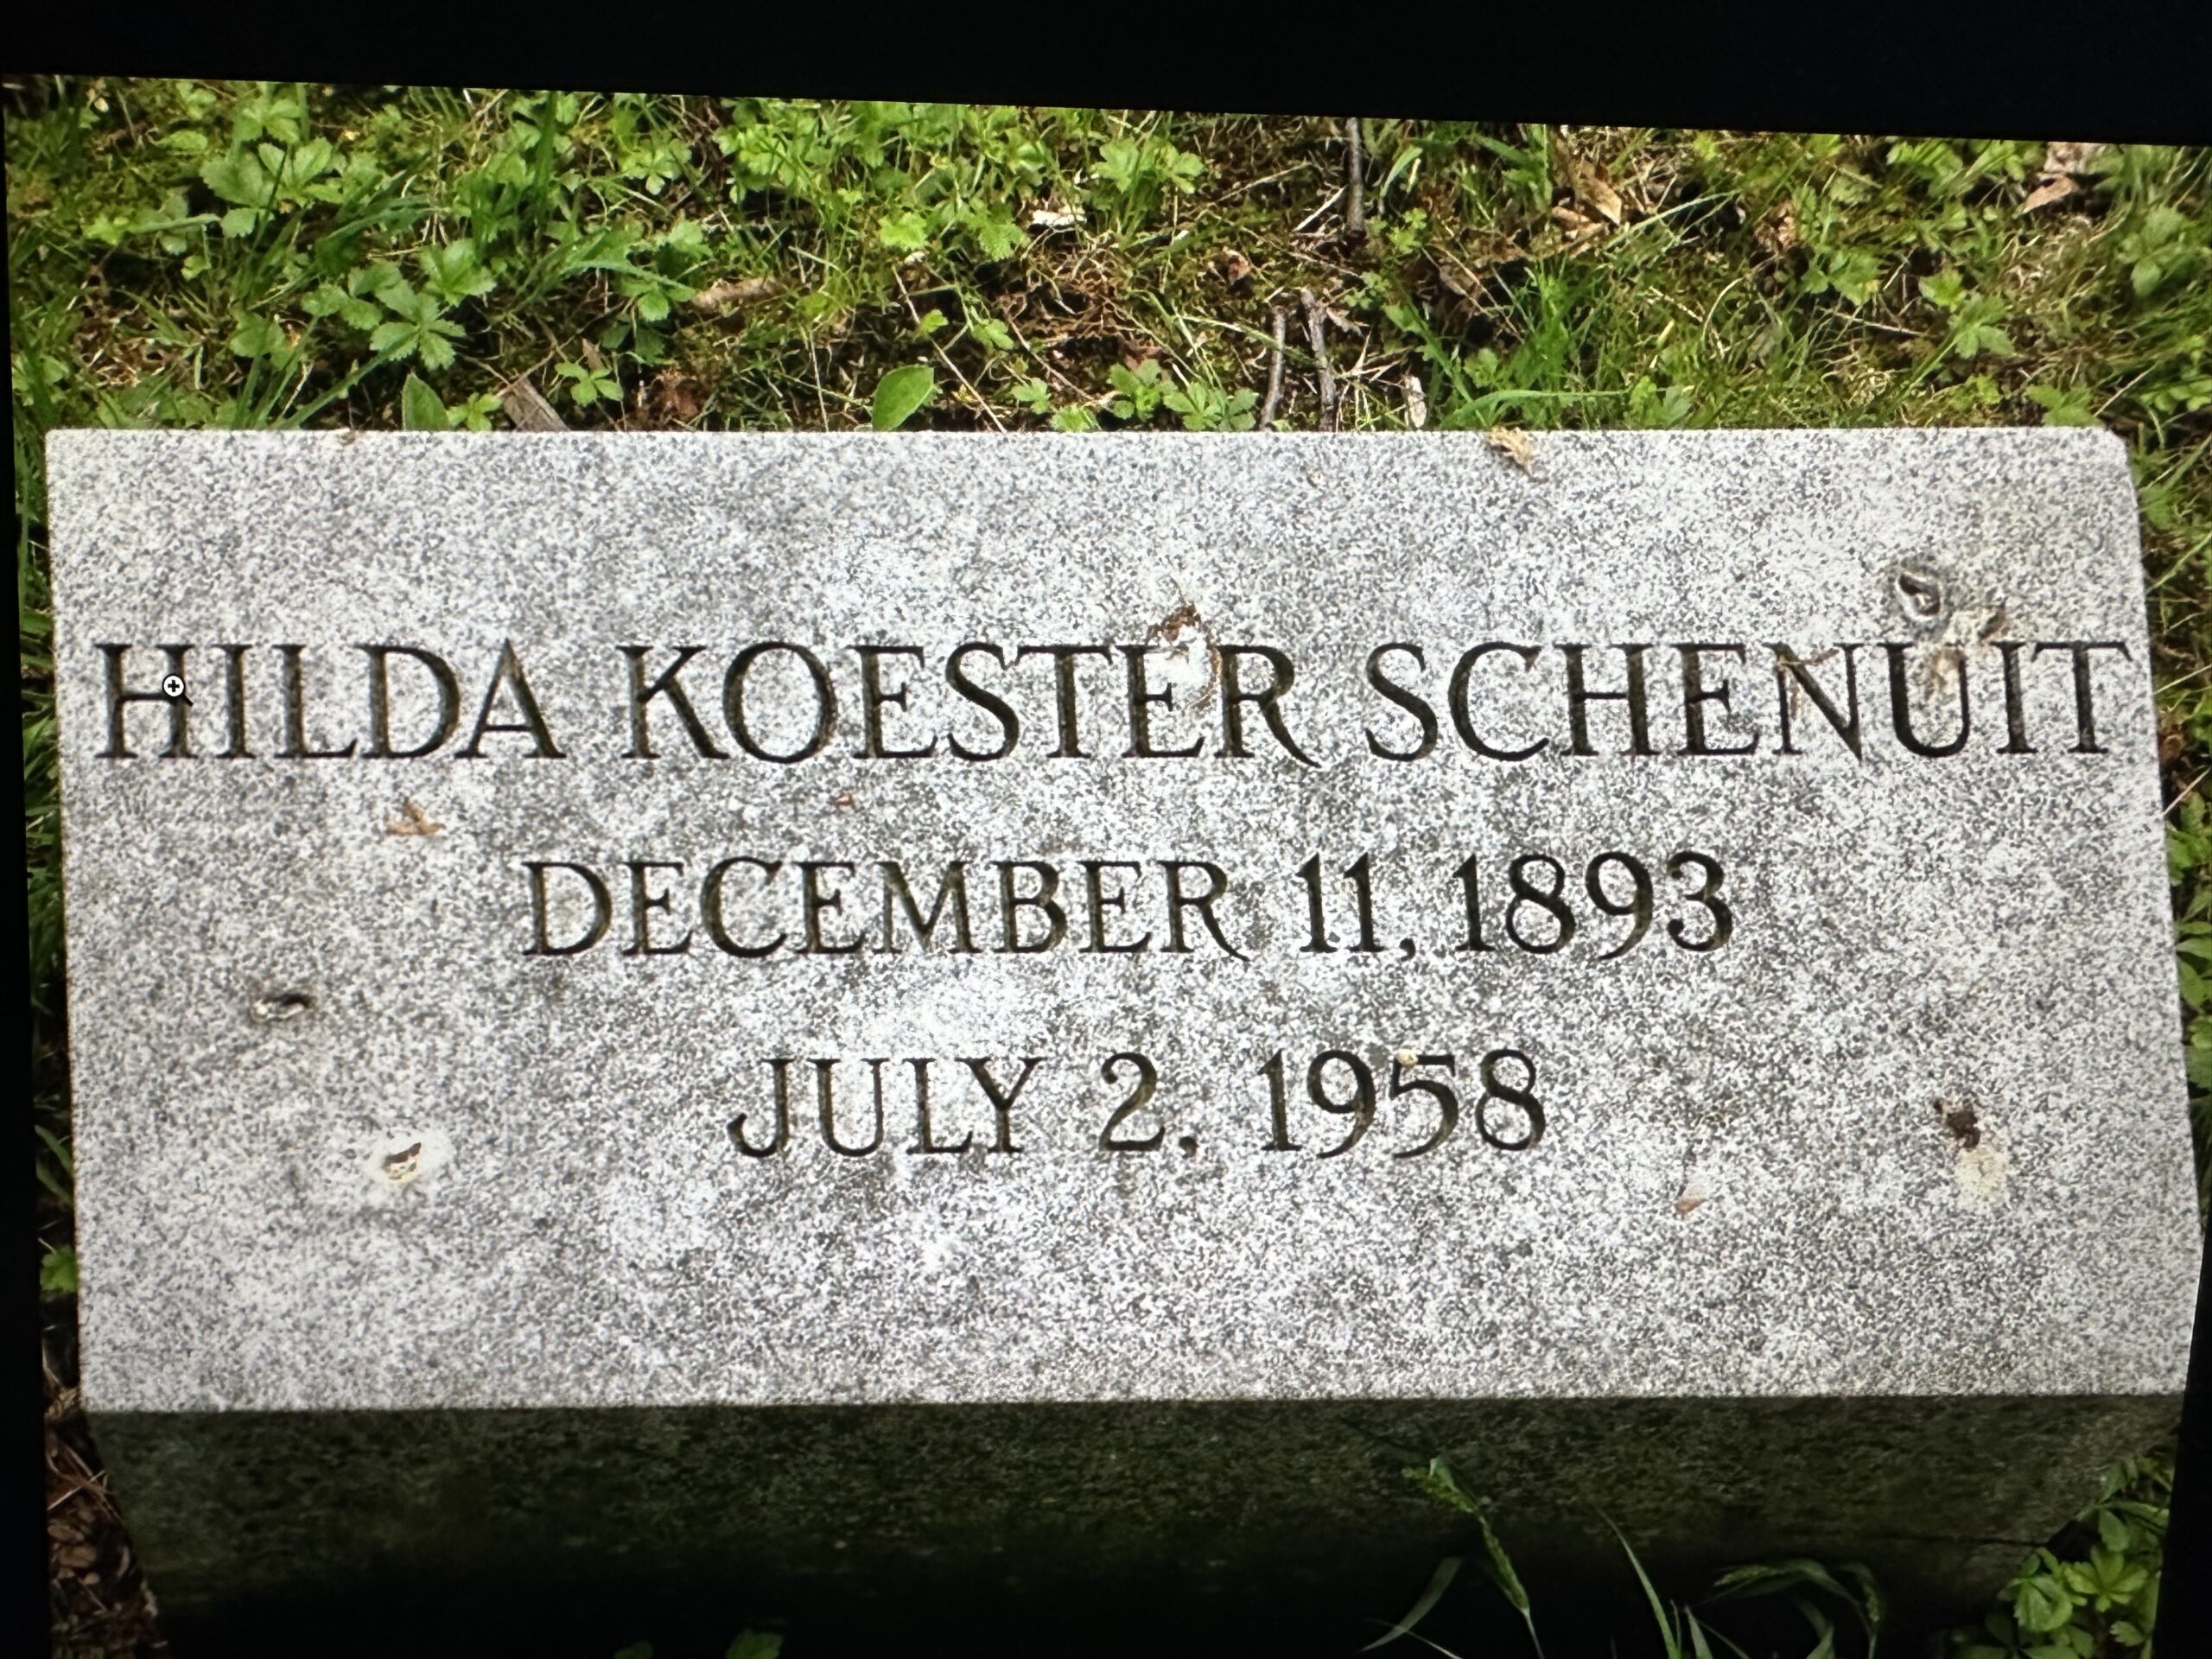 HILDA KOESTER SCHENUIT
DECEMBER 11, 1893
JULY 2, 1958